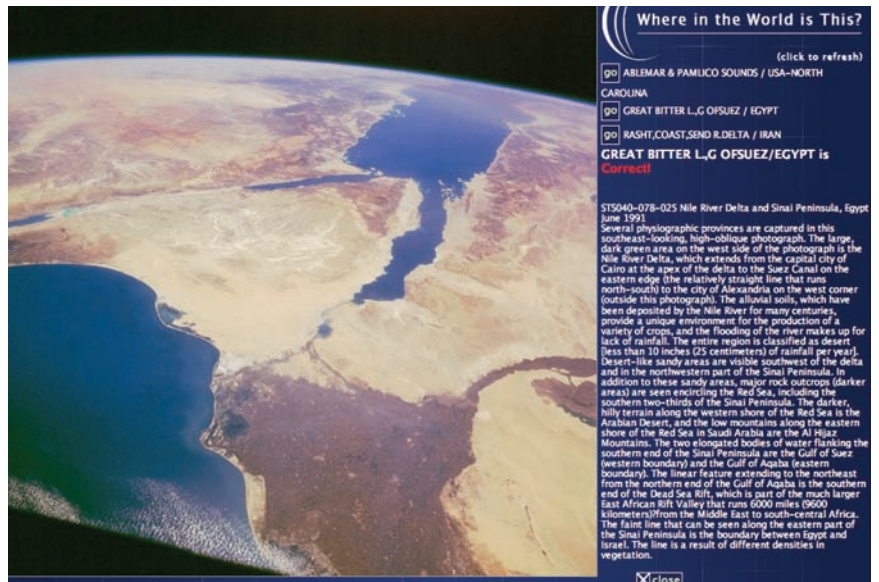 Where in the World is This?
(click to refresh)
go ABLEMAR & PAMLICO SOUNDS / USA-NORTH
CAROLINA
go GREAT BITTER L.,G OFSUEZ / EGYPT
go RASHT,COAST,SEND R.DELTA / IRAN
GREAT BITTER L.,G OFSUEZ/EGYPT is
Correct!
STS040-078-025 Nile River Delta and Sinai Peninsula, Egypt
June 1991
Several physiographic provinces are captured in this
southeast-looking, high-oblique photograph. The large,
dark green area on the west side of the photograph is the
Nile River Delta, which extends from the capital city of
Cairo at the apex of the delta to the Suez Canal on the
eastern edge (the relatively straight line that runs
north-south) to the city of Alexandria on the west corner
(outside this photograph). The alluvial soils, which have
been deposited by the Nile River for many centuries,
provide a unique environment for the production of a
variety of crops, and the flooding of the river makes up for
lack of rainfall. The entire region is classified as desert
[less than 10 inches (25 centimeters) of rainfall per year].
Desert-like sandy areas are visible southwest of the delta
and in the northwestern part of the Sinai Peninsula. In
addition to these sandy areas, major rock outcrops (darker
areas) are seen encircling the Red Sea, including the
southern two-thirds of the Sinai Peninsula. The darker,
hilly terrain along the western shore of the Red Sea is the
Arabian Desert, and the low mountains along the eastern
shore of the Red Sea in Saudi Arabia are the Al Hijaz
Mountains. The two elongated bodies of water flanking the
southern end of the Sinai Peninsula are the Gulf of Suez
(western boundary) and the Gulf of Aqaba (eastern
boundary). The linear feature extending to the northeast
from the northern end of the Gulf of Aqaba is the southern
end of the Dead Sea Rift, which is part of the much larger
East African Rift Valley that runs 6000 miles (9600
kilometers)?from the Middle East to south-central Africa.
The faint line that can be seen along the eastern part of
the Sinai Peninsula is the boundary between Egypt and
Israel. The line is a result of different densities in
vegetation.
close